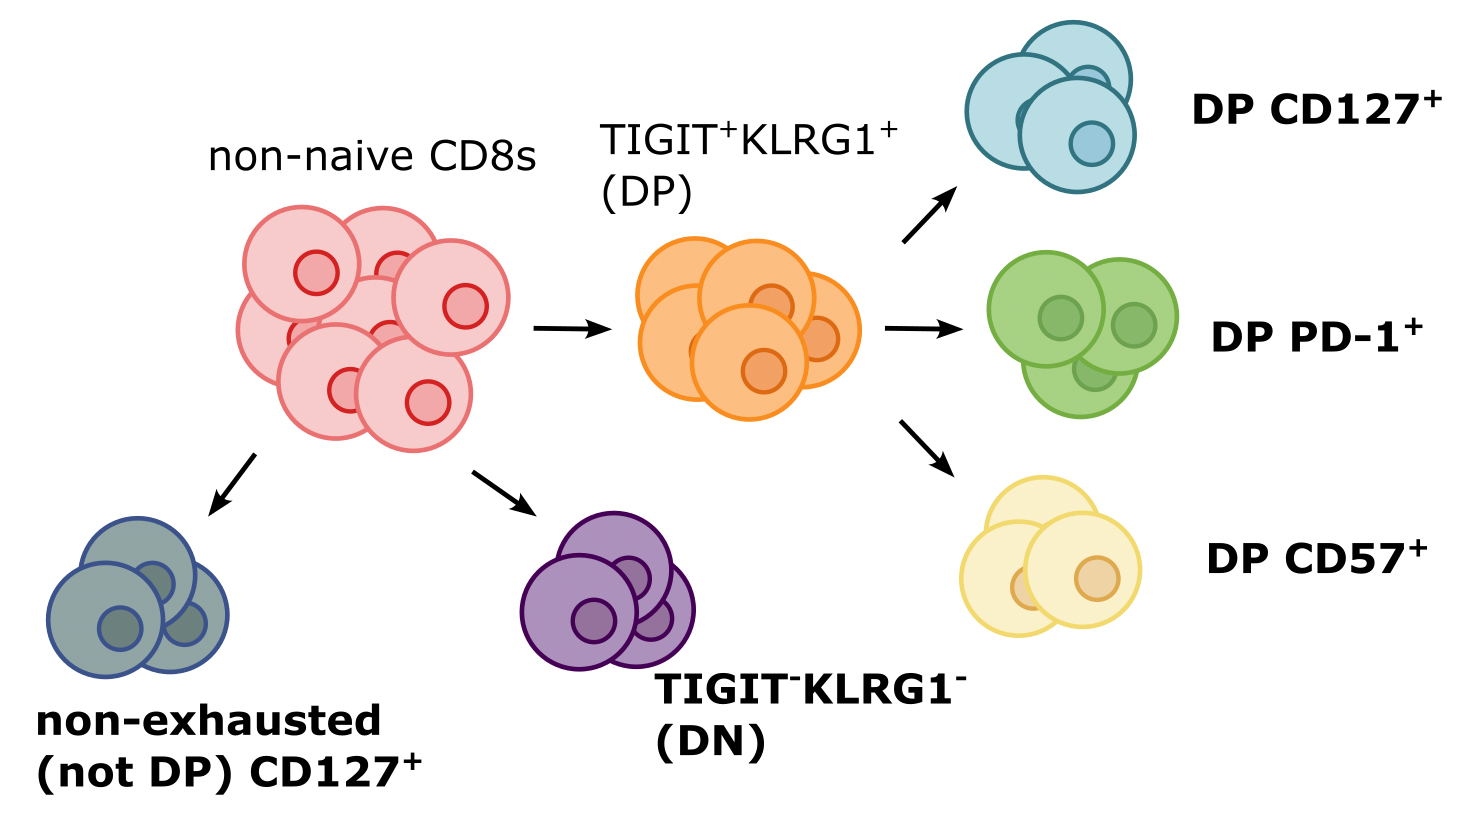 non-naive CD8s
TIGIT⁺KLRG1⁺
(DP)
DP CD127⁺
DP PD-1⁺
DP CD57⁺
non-exhausted
(not DP) CD127⁺
TIGIT⁻KLRG1⁻
(DN)